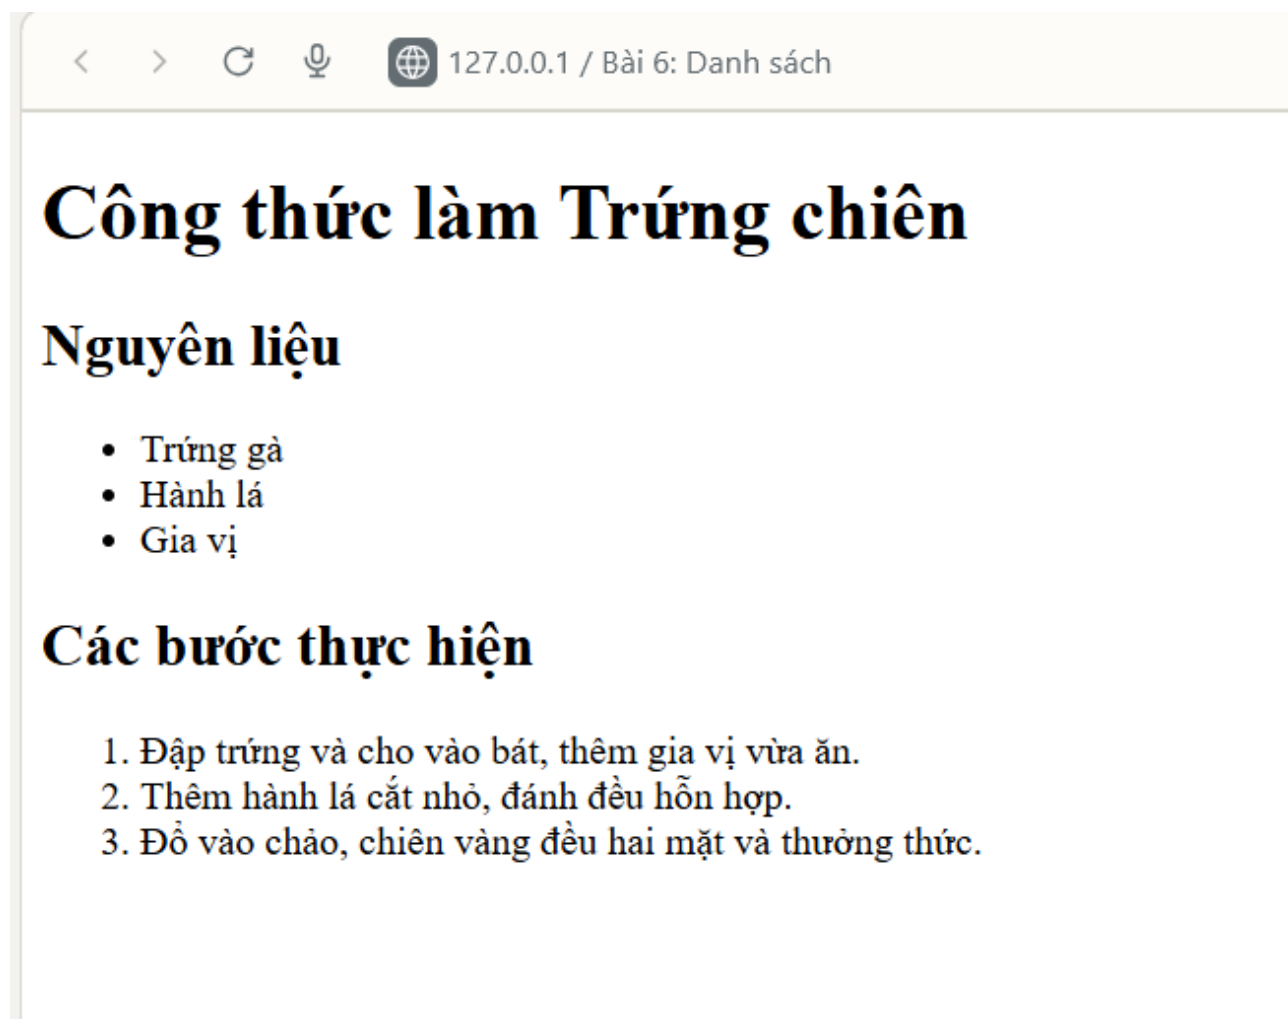 127.0.0.1 / Bài 6: Danh sách
Công thức làm Trứng chiên
Nguyên liệu
• Trứng gà
• Hành lá
• Gia vị
Các bước thực hiện
1. Đập trứng và cho vào bát, thêm gia vị vừa ăn.
2. Thêm hành lá cắt nhỏ, đánh đều hỗn hợp.
3. Đổ vào chảo, chiên vàng đều hai mặt và thưởng thức.